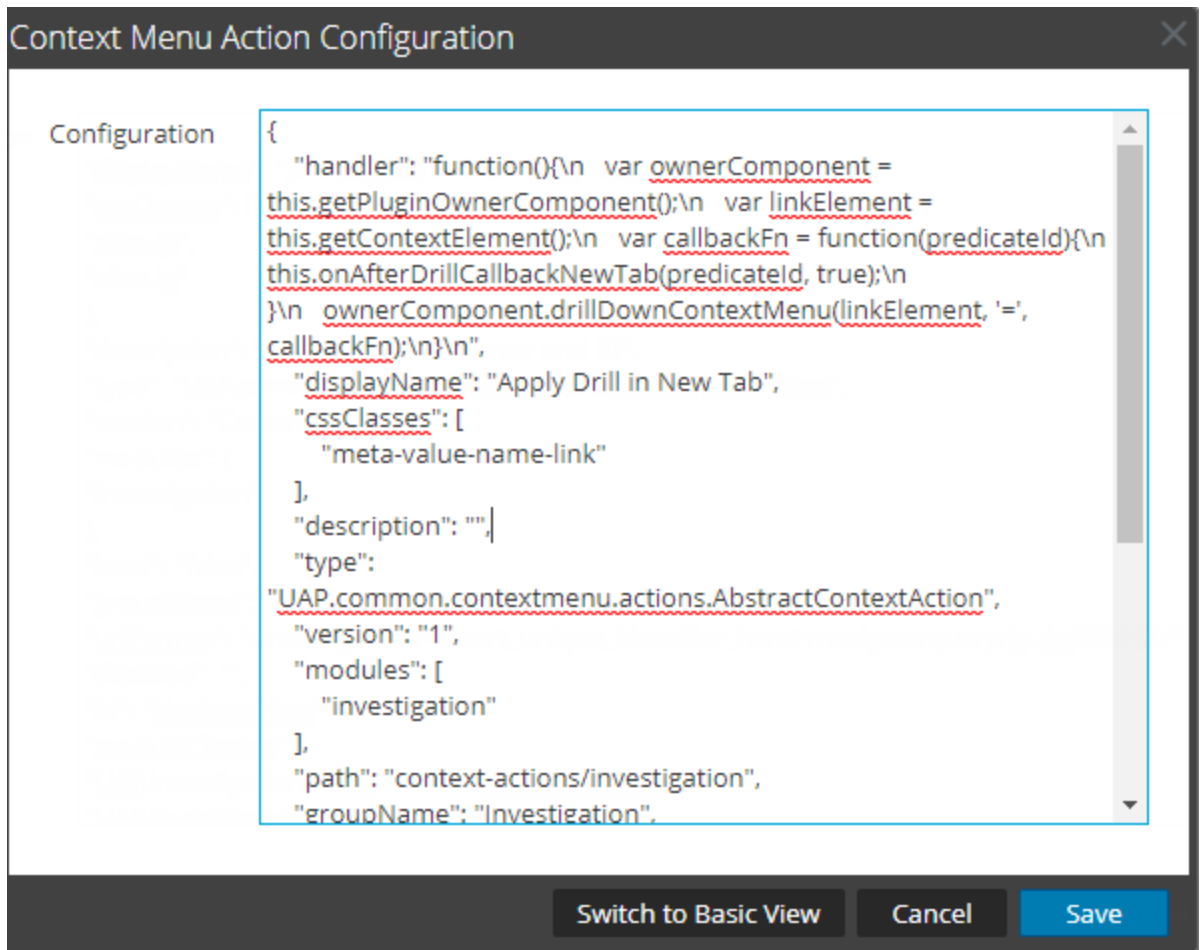 Context Menu Action Configuration
Configuration
{
"handler": "function(){\n   var ownerComponent =
this.getPluginOwnerComponent();\n   var linkElement =
this.getContextElement();\n   var callbackFn = function(predicateId){\n
this.onAfterDrillCallbackNewTab(predicateId, true);\n
}\n   ownerComponent.drillDownContextMenu(linkElement, '=',
callbackFn);\n}\n",
"displayName": "Apply Drill in New Tab",
"cssClasses": [
"meta-value-name-link"
],
"description": "",
"type":
"UAP.common.contextmenu.actions.AbstractContextAction",
"version": "1",
"modules": [
"investigation"
],
"path": "context-actions/investigation",
"groupName": "Investigation",
Switch to Basic View
Cancel
Save